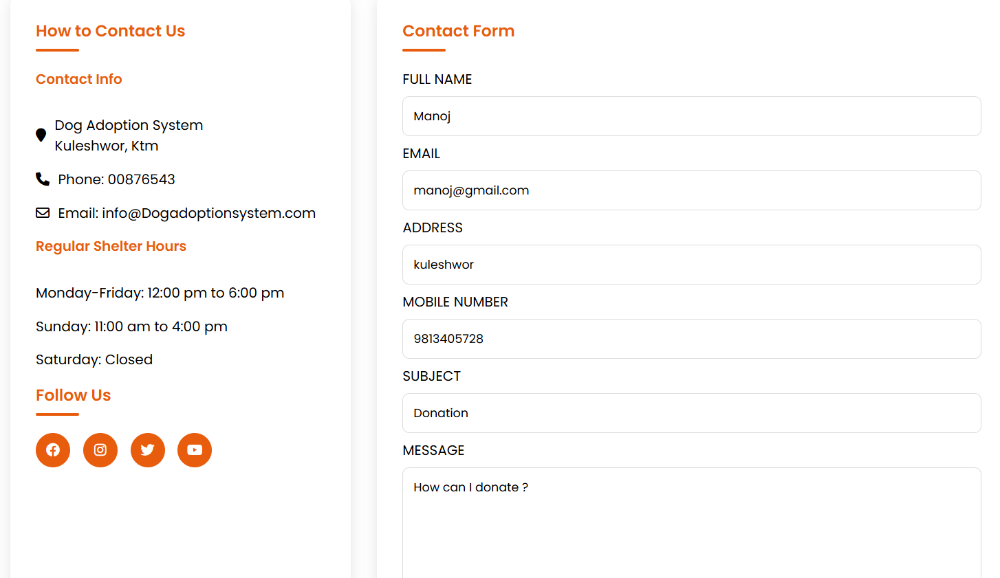 How to Contact Us
Contact Info
Dog Adoption System
Kuleshwor, Ktm
Phone: 00876543
Email: info@Dogadoptionsystem.com
Regular Shelter Hours
Monday-Friday: 12:00 pm to 6:00 pm
Sunday: 11:00 am to 4:00 pm
Saturday: Closed
Follow Us
Contact Form
FULL NAME
Manoj
EMAIL
manoj@gmail.com
ADDRESS
kuleshwor
MOBILE NUMBER
9813405728
SUBJECT
Donation
MESSAGE
How can I donate ?